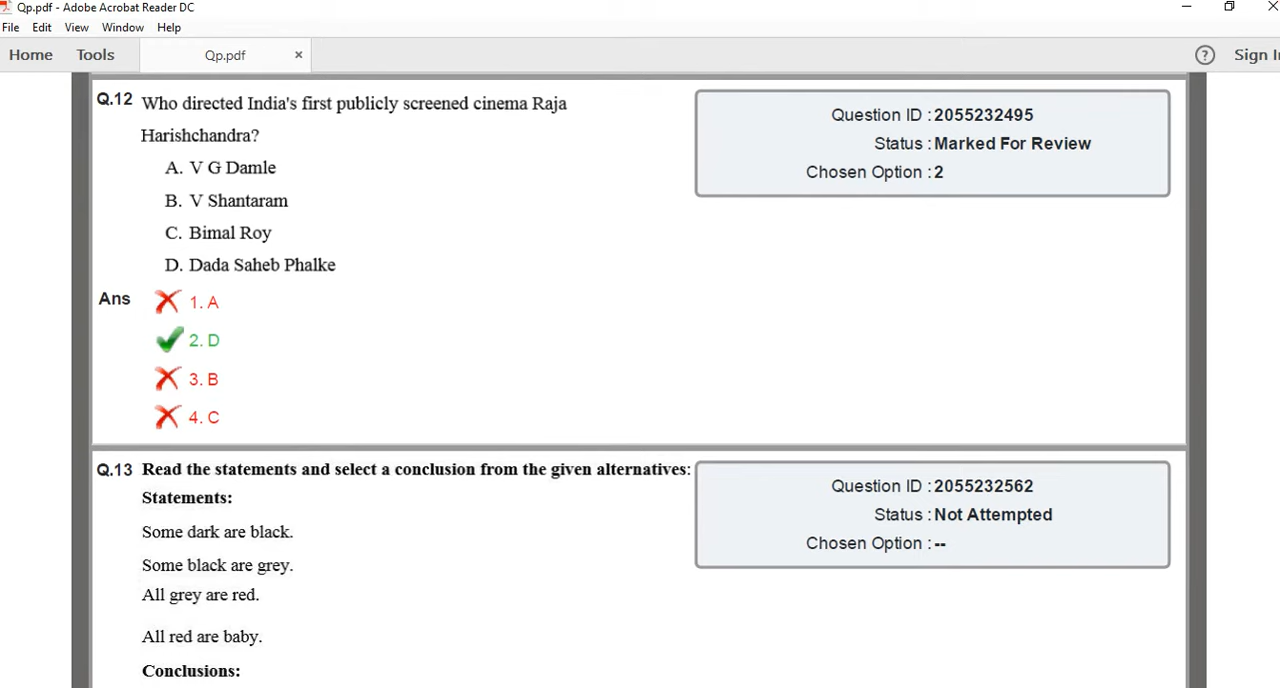 Qp.pdf - Adobe Acrobat Reader DC
File Edit View Window Help
Home Tools Qp.pdf × ? Sign In
Q.12 Who directed India's first publicly screened cinema Raja
Harishchandra?
A. V G Damle
B. V Shantaram
C. Bimal Roy
D. Dada Saheb Phalke
Ans 1. A
2. D
3. B
4. C
Question ID : 2055232495
Status : Marked For Review
Chosen Option : 2
Q.13 Read the statements and select a conclusion from the given alternatives:
Statements:
Some dark are black.
Some black are grey.
All grey are red.
All red are baby.
Conclusions:
Question ID : 2055232562
Status : Not Attempted
Chosen Option : --